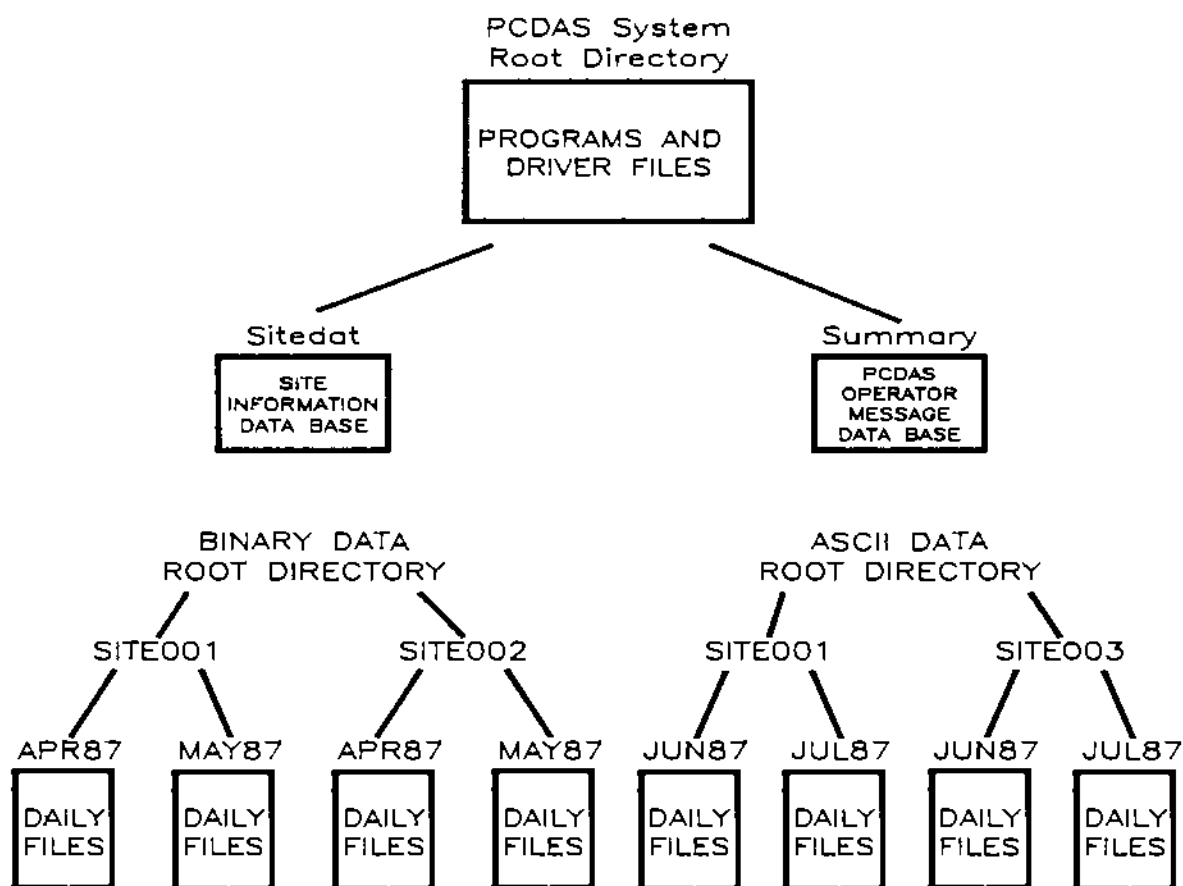 PCDAS System
Root Directory
PROGRAMS AND
DRIVER FILES
Sitedat
Summary
SITE
INFORMATION
DATA BASE
PCDAS
OPERATOR
MESSAGE
DATA BASE
BINARY DATA
ROOT DIRECTORY
ASCII DATA
ROOT DIRECTORY
SITE001
SITE002
SITE001
SITE003
APR87
MAY87
APR87
MAY87
JUN87
JUL87
JUN87
JUL87
DAILY
FILES
DAILY
FILES
DAILY
FILES
DAILY
FILES
DAILY
FILES
DAILY
FILES
DAILY
FILES
DAILY
FILES